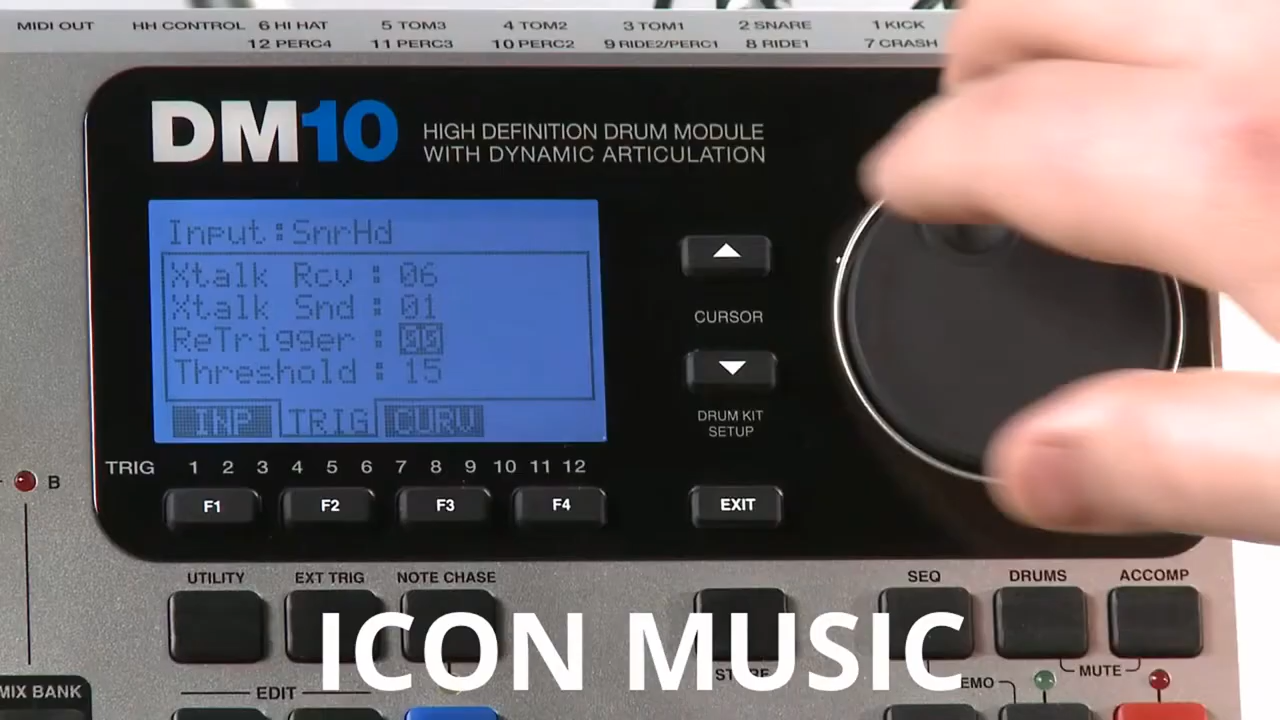 MIDI OUT HH CONTROL 6 HI HAT 5 TOM3 4 TOM2 3 TOM1 2 SNARE 1 KICK
12 PERC4 11 PERC3 10 PERC2 9 RIDE2/PERC1 8 RIDE1 7 CRASH
DM10 HIGH DEFINITION DRUM MODULE
WITH DYNAMIC ARTICULATION
Input:SnrHd
Xtalk Rcv : 06
Xtalk Snd : 01
ReTrigger :
Threshold : 15
INP TRIG CURV
CURSOR
DRUM KIT
SETUP
TRIG 1 2 3 4 5 6 7 8 9 10 11 12
B
F1 F2 F3 F4 EXIT
UTILITY EXT TRIG NOTE CHASE SEQ DRUMS ACCOMP
ICON MUSIC
MUTE
MIX BANK
EDIT